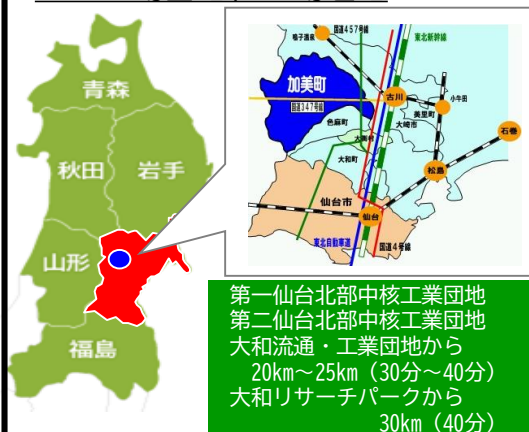 青森
秋田
岩手
山形
福島
鳴子温泉
国道457号線
東北新幹線
加美町
国道347号線
古川
小牛田
美里町
色麻町
大崎市
石巻
大衡村
大和町
松島
仙台市
仙台
東北自動車道
国道4号線
第一仙台北部中核工業団地
第二仙台北部中核工業団地
大和流通・工業団地から
20km～25km（30分～40分）
大和リサーチパークから
30km（40分）